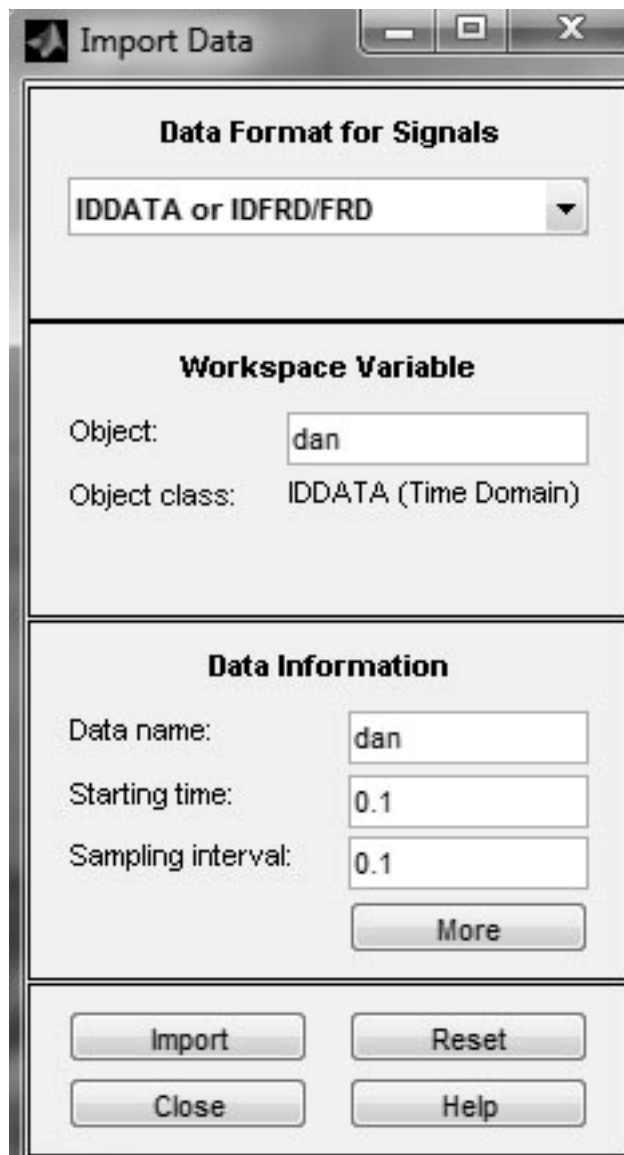 Import Data
Data Format for Signals
IDDATA or IDFRD/FRD
Workspace Variable
Object: dan
Object class: IDDATA (Time Domain)
Data Information
Data name: dan
Starting time: 0.1
Sampling interval: 0.1
More
Import Reset
Close Help